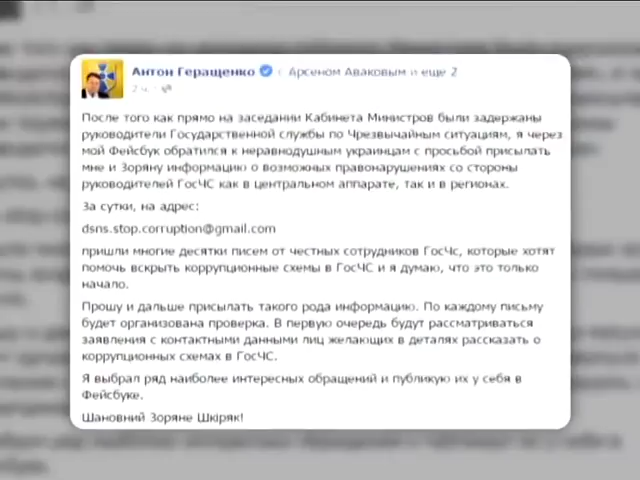 Антон Геращенко с Арсеном Аваковым и еще 2
2 ч.
После того как прямо на заседании Кабинета Министров были задержаны
руководители Государственной службы по Чрезвычайным ситуациям, я через
мой Фейсбук обратился к неравнодушным украинцам с просьбой присылать
мне и Зоряну информацию о возможных правонарушениях со стороны
руководителей ГосЧС как в центральном аппарате, так и в регионах.
За сутки, на адрес:
dsns.stop.corruption@gmail.com
пришли многие десятки писем от честных сотрудников ГосЧс, которые хотят
помочь вскрыть коррупционные схемы в ГосЧС и я думаю, что это только
начало.
Прошу и дальше присылать такого рода информацию. По каждому письму
будет организована проверка. В первую очередь будут рассматриваться
заявления с контактными данными лиц желающих в деталях рассказать о
коррупционных схемах в ГосЧС.
Я выбрал ряд наиболее интересных обращений и публикую их у себя в
Фейсбуке.
Шановний Зоряне Шкіряк!